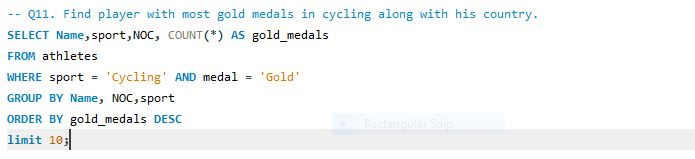 -- Q11. Find player with most gold medals in cycling along with his country.
SELECT Name,sport,NOC, COUNT(*) AS gold_medals
FROM athletes
WHERE sport = 'Cycling' AND medal = 'Gold'
GROUP BY Name, NOC,sport
ORDER BY gold_medals DESC
Rectangular Snip
limit 10;